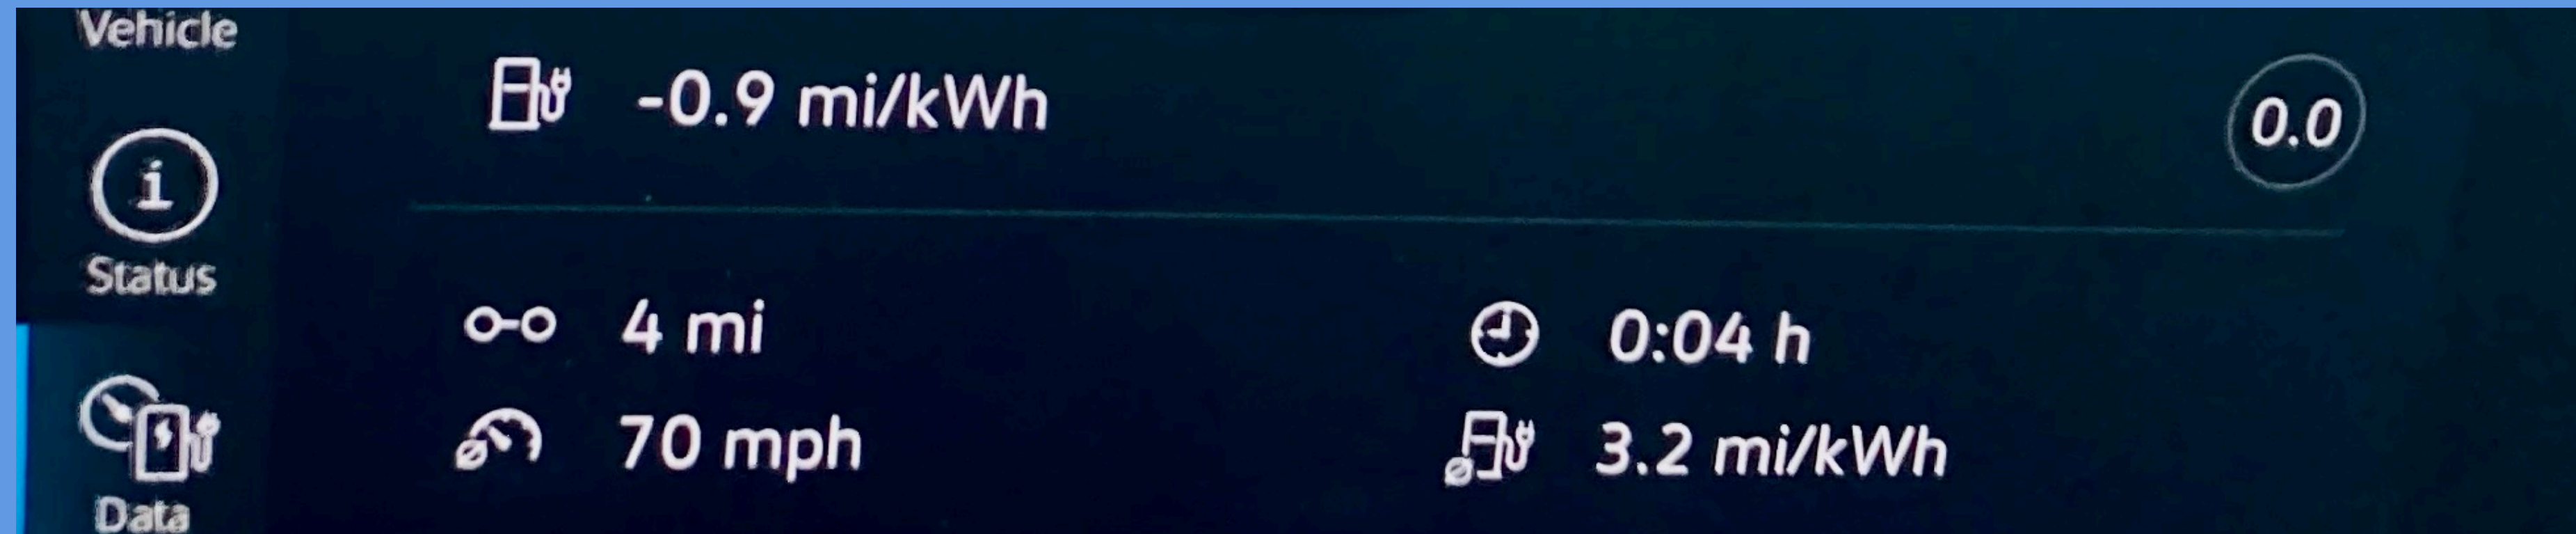 Vehicle
-0.9 mi/kWh
0.0
i
Status
4 mi
0:04 h
70 mph
3.2 mi/kWh
Data